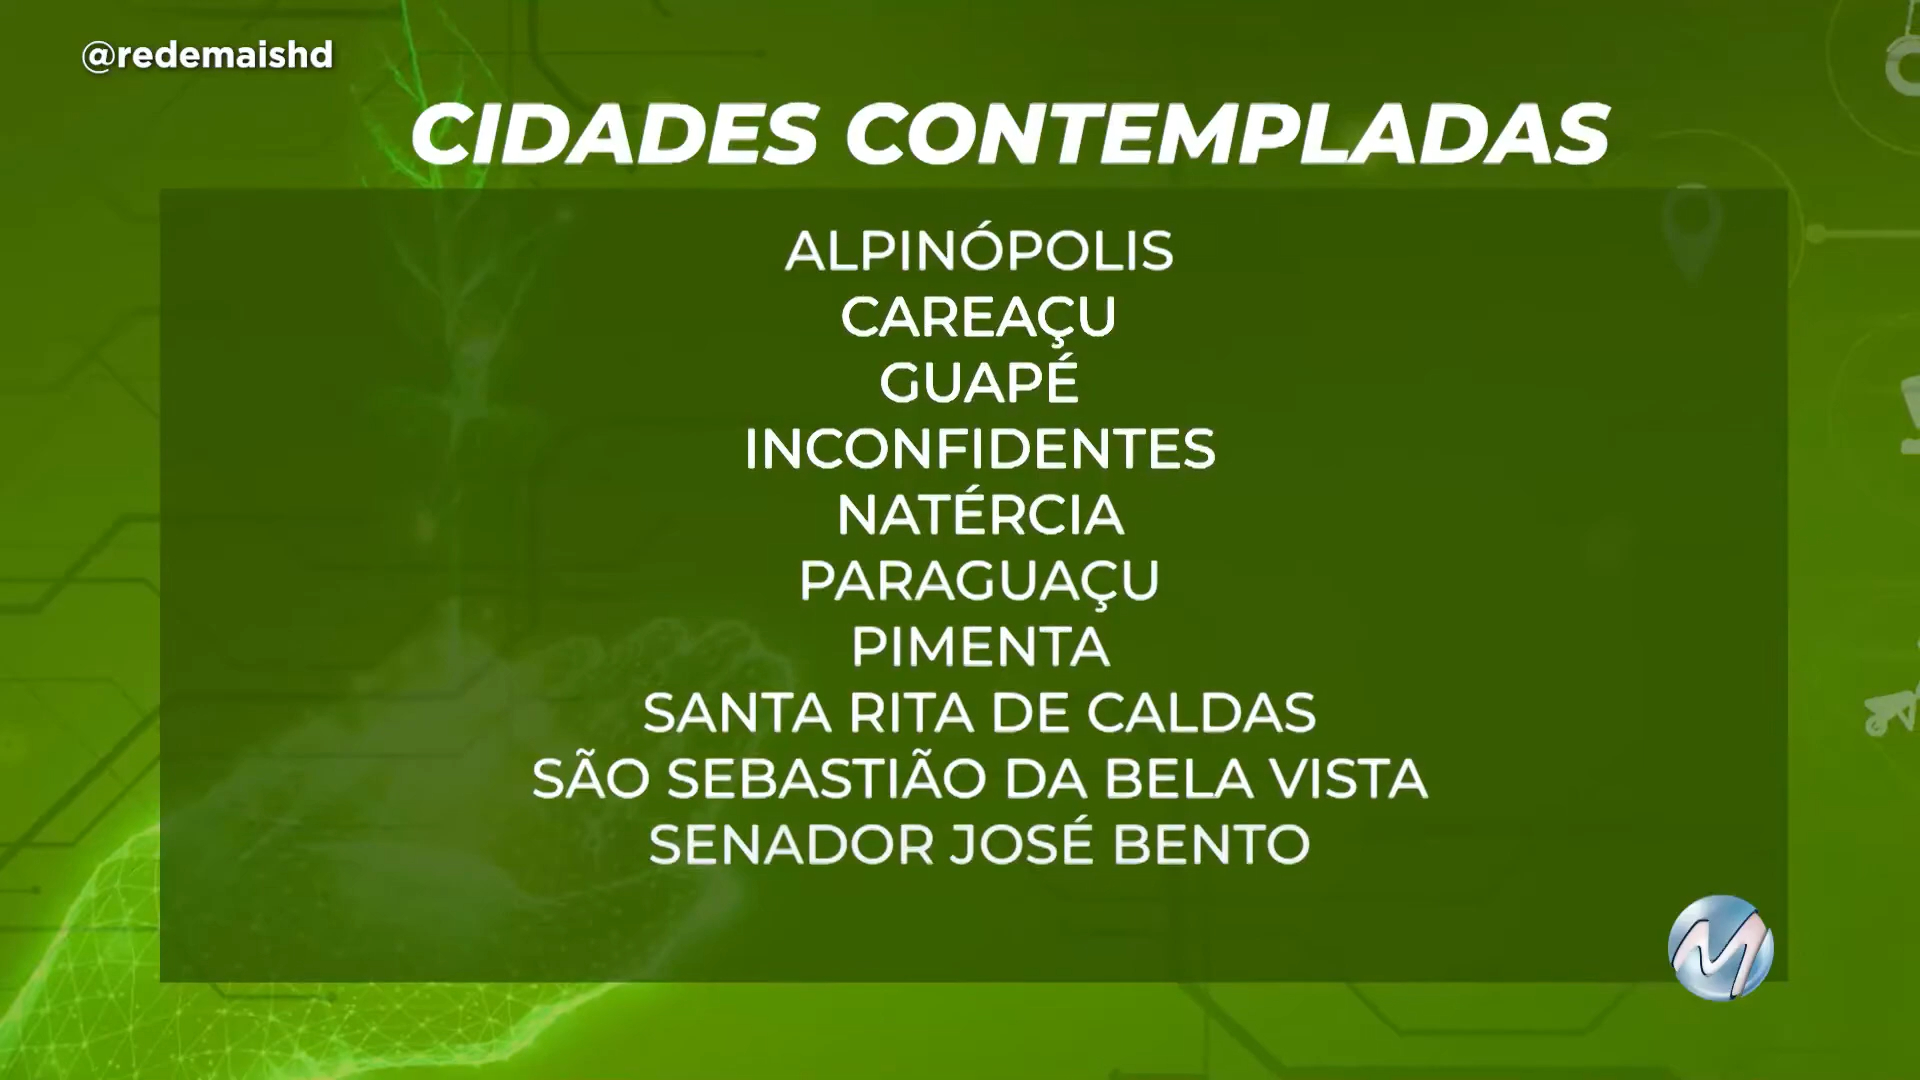 @redemaishd
CIDADES CONTEMPLADAS
ALPINÓPOLIS
CAREAÇU
GUAPÉ
INCONFIDENTES
NATÉRCIA
PARAGUAÇU
PIMENTA
SANTA RITA DE CALDAS
SÃO SEBASTIÃO DA BELA VISTA
SENADOR JOSÉ BENTO
M